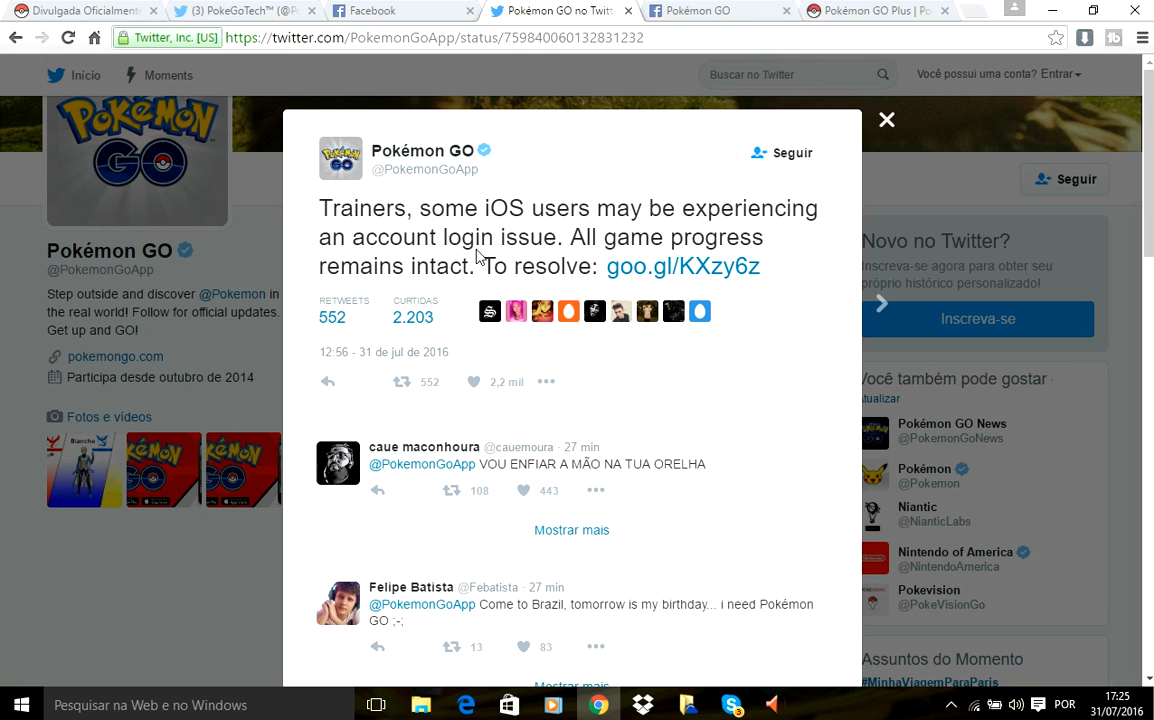 Divulgada Oficialment
(3) PokeGoTech™ (@Po
Facebook
Pokémon GO no Twitt
Pokémon GO
Pokémon GO Plus | Po
Twitter, Inc. [US]
https://twitter.com/PokemonGoApp/status/759840060132831232
Início
Moments
Buscar no Twitter
Você possui uma conta? Entrar
Pokémon GO
Pokémon GO
@PokemonGoApp
Step outside and discover @Pokemon in
the real world! Follow for official updates.
Get up and GO!
pokemongo.com
Participa desde outubro de 2014
Fotos e vídeos
Blanche
Pokémon GO
@PokemonGoApp
Seguir
Trainers, some iOS users may be experiencing
an account login issue. All game progress
remains intact. To resolve: goo.gl/KXzy6z
RETWEETS
552
CURTIDAS
2.203
12:56 - 31 de jul de 2016
552
2,2 mil
caue maconhoura @cauemoura · 27 min
@PokemonGoApp VOU ENFIAR A MÃO NA TUA ORELHA
108
443
Mostrar mais
Felipe Batista @Febatista · 27 min
@PokemonGoApp Come to Brazil, tomorrow is my birthday... i need Pokémon
GO ;-;
13
83
Mostrar mais
Seguir
Novo no Twitter?
Inscreva-se agora para obter seu
próprio histórico personalizado!
Inscreva-se
Você também pode gostar ·
Atualizar
Pokémon GO News
@PokemonGoNews
Pokémon
@Pokemon
Niantic
@NianticLabs
Nintendo of America
@NintendoAmerica
Pokevision
@PokeVisionGo
Assuntos do Momento
#MinhaViagemParaParis
Pesquisar na Web e no Windows
POR
17:25
31/07/2016